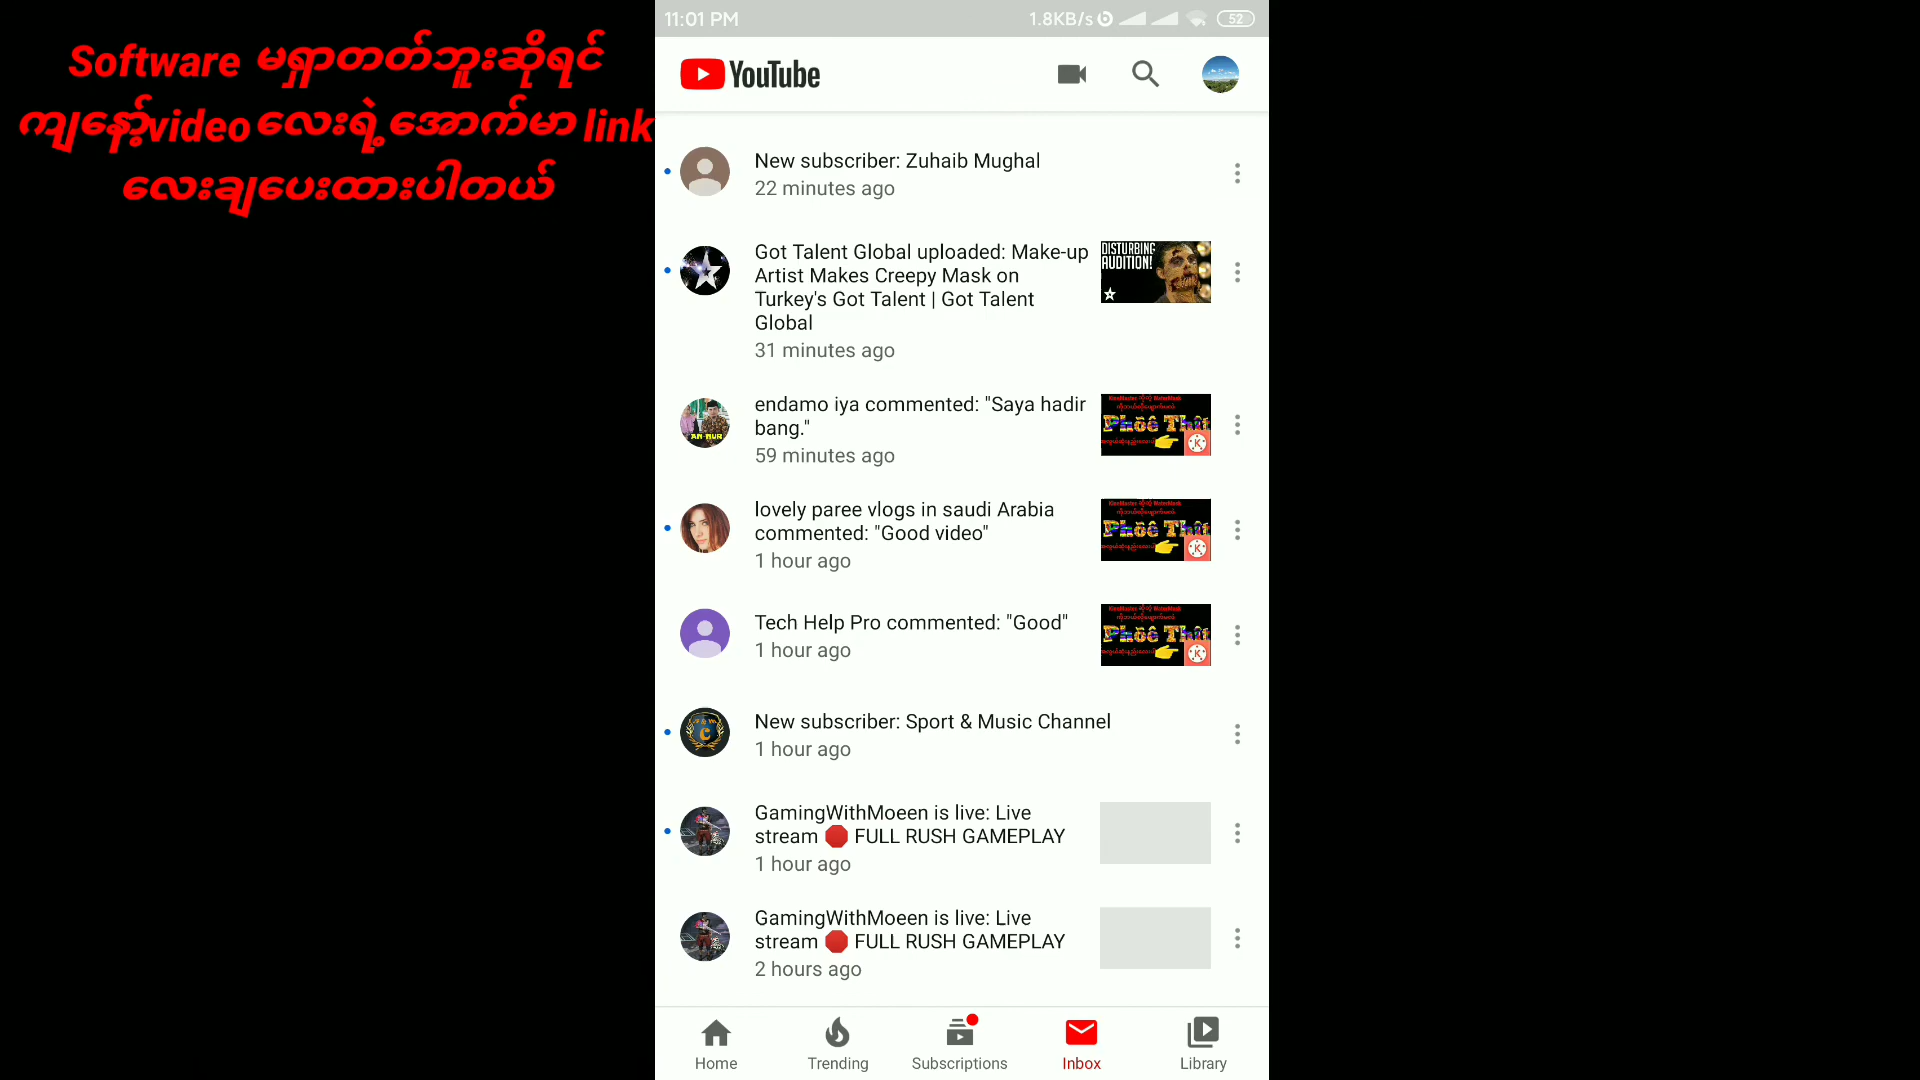 Software မရှာတတ်ဘူးဆိုရင်
ကျနော့်video လေးရဲ့အောက်မာ link
လေးချပေးထားပါတယ်
11:01 PM
1.8KB/s
52
YouTube
New subscriber: Zuhaib Mughal
22 minutes ago
Got Talent Global uploaded: Make-up
Artist Makes Creepy Mask on
Turkey's Got Talent | Got Talent
Global
31 minutes ago
DISTURBING
AUDITION!
endamo iya commented: "Saya hadir
bang."
59 minutes ago
AN-NUR
lovely paree vlogs in saudi Arabia
commented: "Good video"
1 hour ago
Tech Help Pro commented: "Good"
1 hour ago
New subscriber: Sport & Music Channel
1 hour ago
GamingWithMoeen is live: Live
stream 🛑 FULL RUSH GAMEPLAY
1 hour ago
GamingWithMoeen is live: Live
stream 🛑 FULL RUSH GAMEPLAY
2 hours ago
Home
Trending
Subscriptions
Inbox
Library